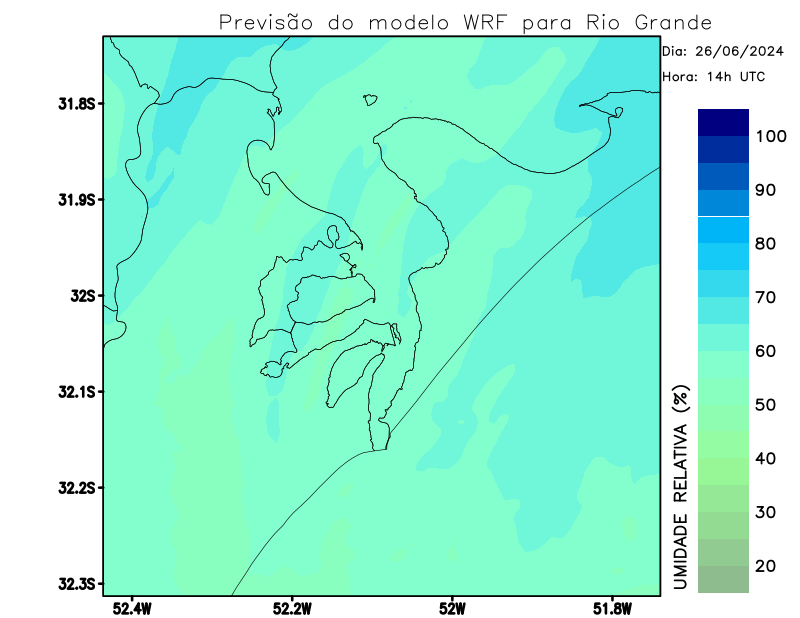 Previsão do modelo WRF para Rio Grande
Dia: 26/06/2024
Hora: 14h UTC
31.8S
31.9S
32S
32.1S
32.2S
32.3S
52.4W
52.2W
52W
51.8W
100
90
80
70
60
50
40
30
20
UMIDADE RELATIVA (%)